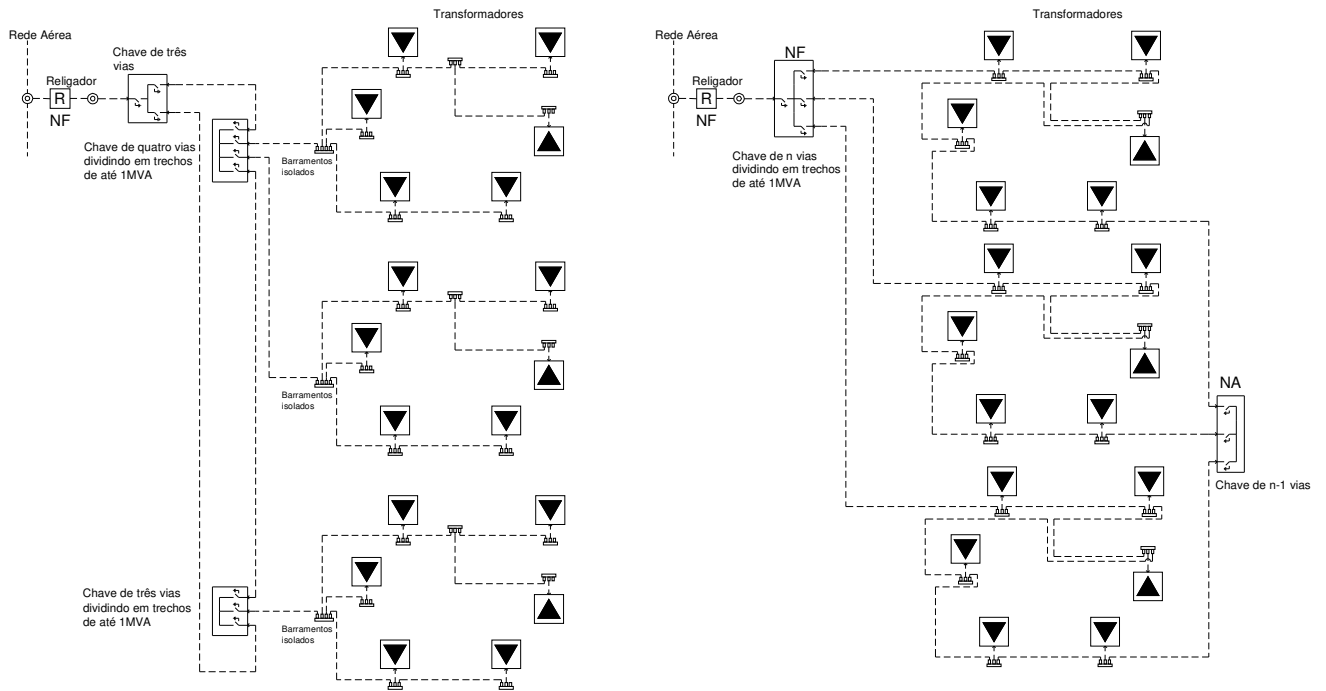 Transformadores
Rede Aérea
Chave de três
vias
Religador
R
NF
Chave de quatro vias
dividindo em trechos
de até 1MVA
Barramentos
isolados
Barramentos
isolados
Chave de três vias
dividindo em trechos
de até 1MVA
Barramentos
isolados
Transformadores
Rede Aérea
NF
Religador
R
NF
Chave de n vias
dividindo em trechos
de até 1MVA
NA
Chave de n-1 vias